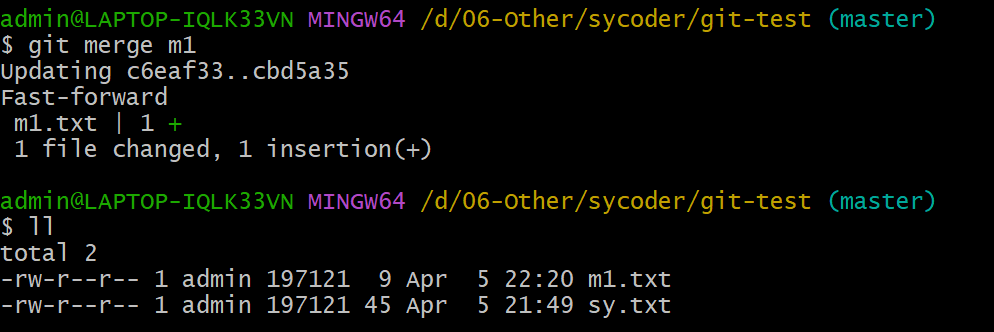 admin@LAPTOP-IQLK33VN MINGW64 /d/06-Other/sycoder/git-test (master)
$ git merge m1
Updating c6eaf33..cbd5a35
Fast-forward
 m1.txt | 1 +
 1 file changed, 1 insertion(+)

admin@LAPTOP-IQLK33VN MINGW64 /d/06-Other/sycoder/git-test (master)
$ ll
total 2
-rw-r--r-- 1 admin 197121  9 Apr  5 22:20 m1.txt
-rw-r--r-- 1 admin 197121 45 Apr  5 21:49 sy.txt